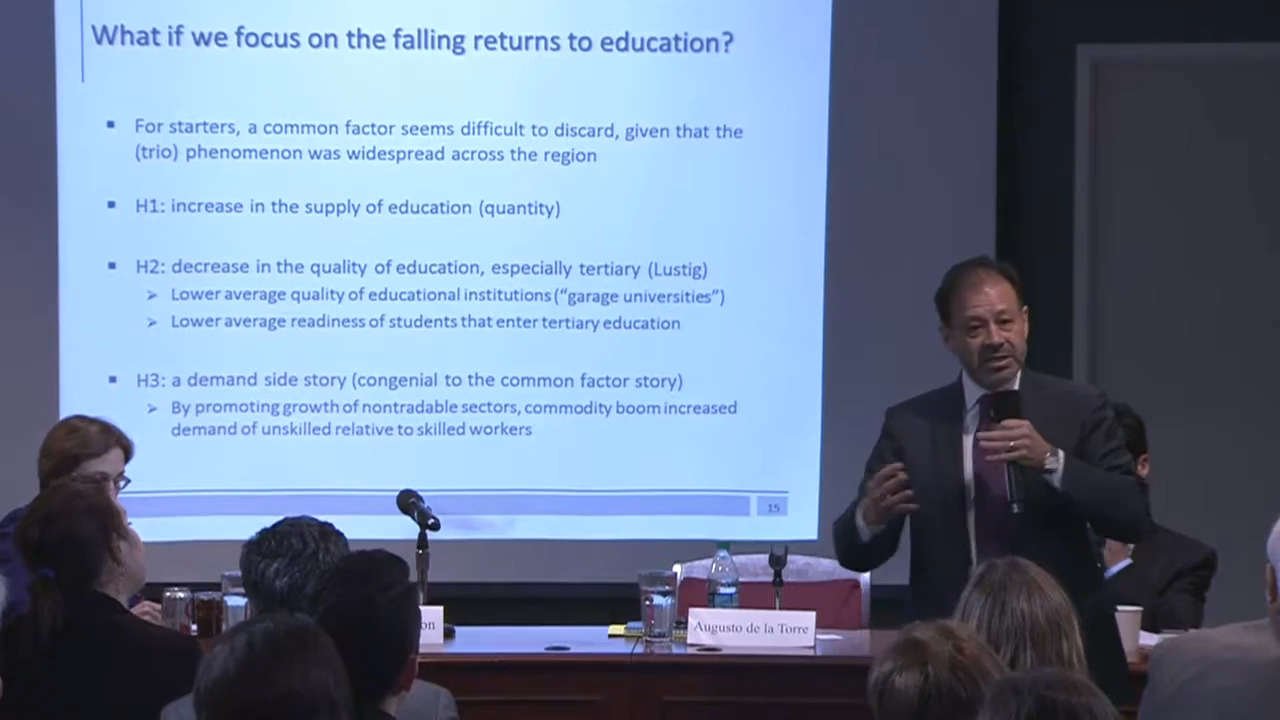 What if we focus on the falling returns to education?
▪ For starters, a common factor seems difficult to discard, given that the
(trio) phenomenon was widespread across the region
▪ H1: increase in the supply of education (quantity)
▪ H2: decrease in the quality of education, especially tertiary (Lustig)
➢ Lower average quality of educational institutions ("garage universities")
➢ Lower average readiness of students that enter tertiary education
▪ H3: a demand side story (congenial to the common factor story)
➢ By promoting growth of nontradable sectors, commodity boom increased
demand of unskilled relative to skilled workers
15
on
Augusto de la Torre